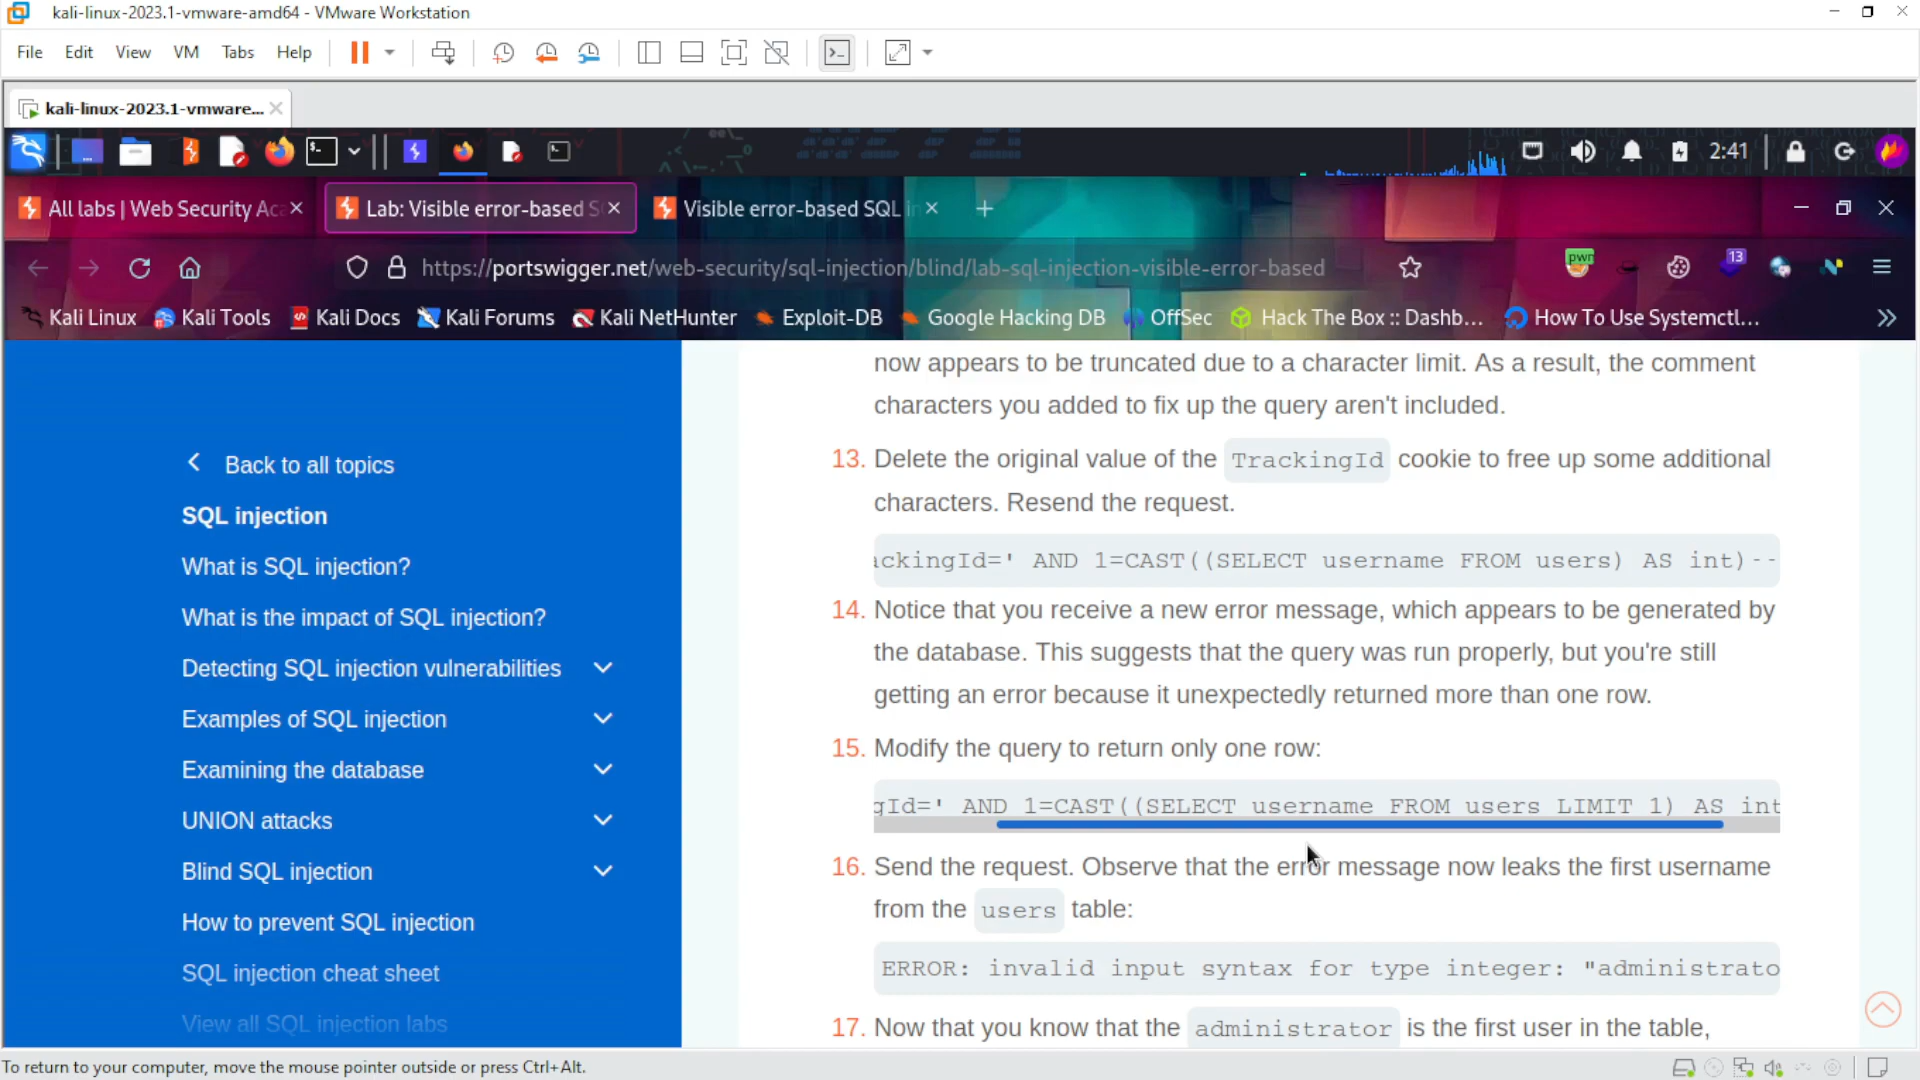 kali-linux-2023.1-vmware-amd64 - VMware Workstation
File Edit View VM Tabs Help
kali-linux-2023.1-vmware...
2:41
All labs | Web Security Aca
Lab: Visible error-based S
Visible error-based SQL in
https://portswigger.net/web-security/sql-injection/blind/lab-sql-injection-visible-error-based
pwn
13
Kali Linux Kali Tools Kali Docs Kali Forums Kali NetHunter Exploit-DB Google Hacking DB OffSec Hack The Box :: Dashb... How To Use Systemctl...
Back to all topics
SQL injection
What is SQL injection?
What is the impact of SQL injection?
Detecting SQL injection vulnerabilities
Examples of SQL injection
Examining the database
UNION attacks
Blind SQL injection
How to prevent SQL injection
SQL injection cheat sheet
View all SQL injection labs
now appears to be truncated due to a character limit. As a result, the comment
characters you added to fix up the query aren't included.
13. Delete the original value of the TrackingId cookie to free up some additional
characters. Resend the request.
ackingId=' AND 1=CAST((SELECT username FROM users) AS int)--
14. Notice that you receive a new error message, which appears to be generated by
the database. This suggests that the query was run properly, but you're still
getting an error because it unexpectedly returned more than one row.
15. Modify the query to return only one row:
gId=' AND 1=CAST((SELECT username FROM users LIMIT 1) AS int
16. Send the request. Observe that the error message now leaks the first username
from the users table:
ERROR: invalid input syntax for type integer: "administrato
17. Now that you know that the administrator is the first user in the table,
To return to your computer, move the mouse pointer outside or press Ctrl+Alt.